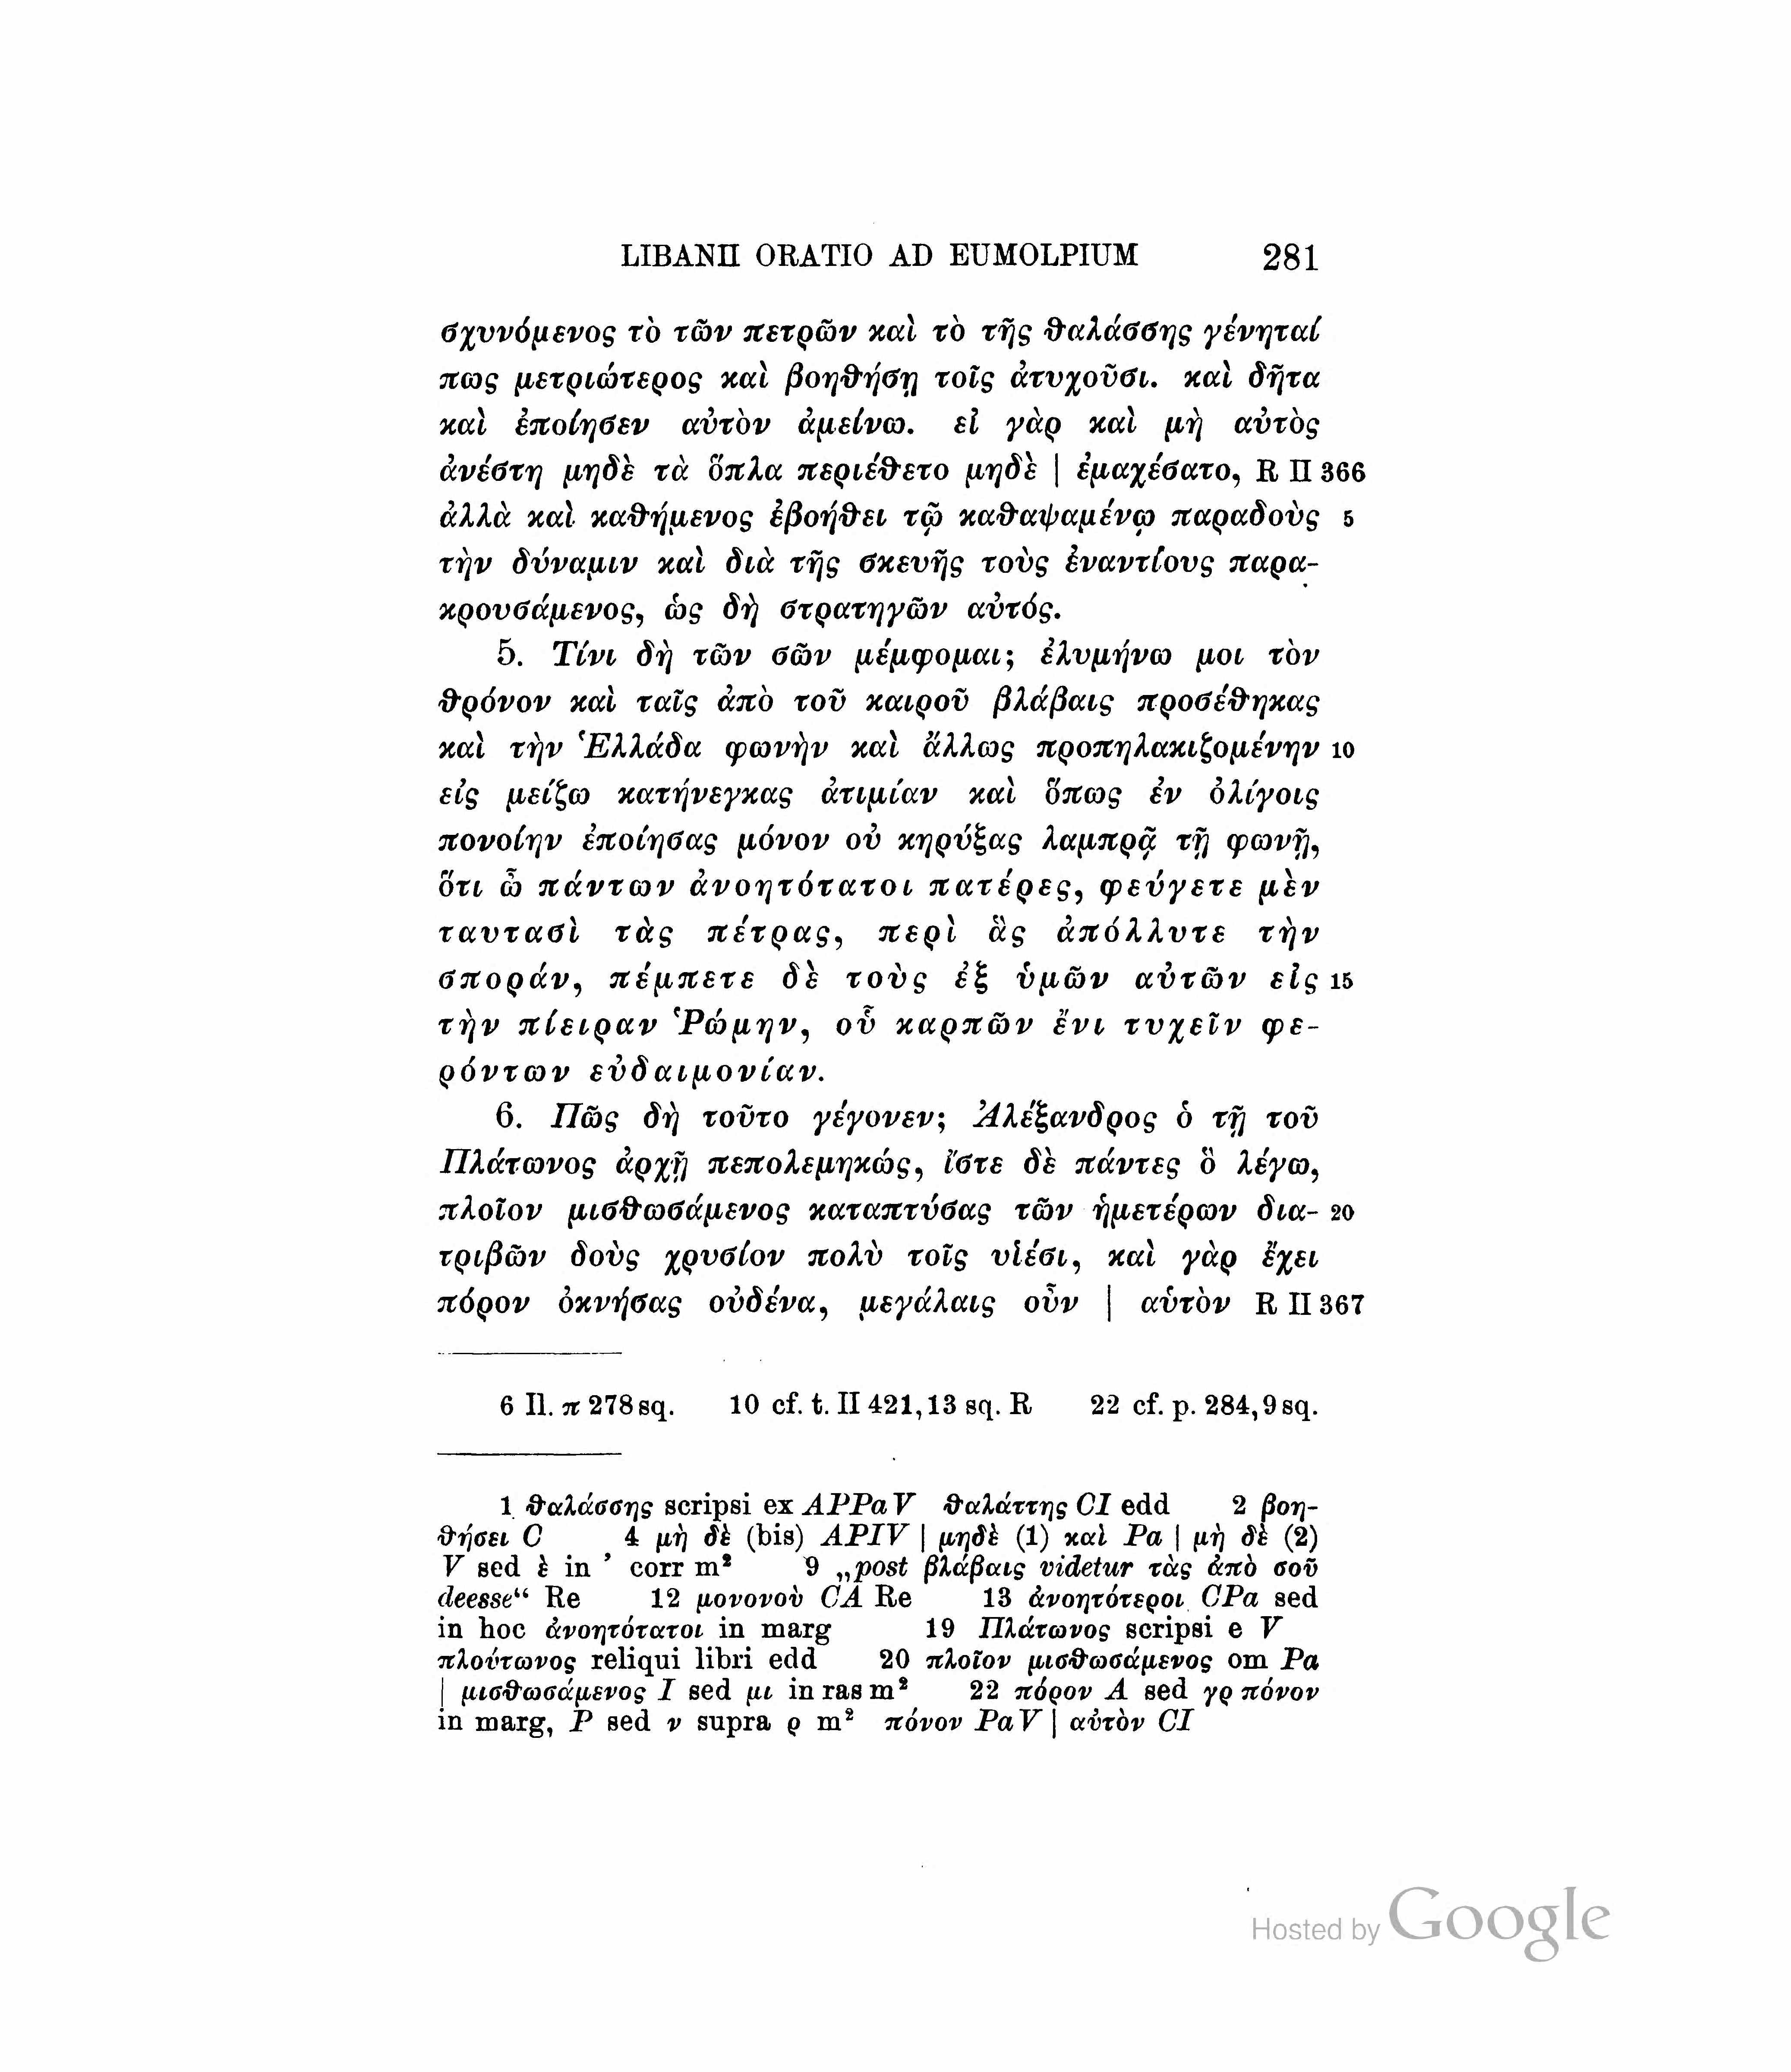 LIBANII ORATIO AD EUMOLPIUM 281
σχυνόμενος τὸ τῶν πετρῶν καὶ τὸ τῆς θαλάσσης γένηταί
πως μετριώτερος καὶ βοηθήσῃ τοῖς ἀτυχοῦσι. καὶ δῆτα
καὶ ἐποίησεν αὐτὸν ἀμείνω. εἰ γὰρ καὶ μὴ αὐτὸς
ἀνέστη μηδὲ τὰ ὅπλα περιέθετο μηδὲ | ἐμαχέσατο, R II 366
ἀλλὰ καὶ καθήμενος ἐβοήθει τῷ καθαψαμένῳ παραδοὺς 5
τὴν δύναμιν καὶ διὰ τῆς σκευῆς τοὺς ἐναντίους παρα-
κρουσάμενος, ὡς δὴ στρατηγῶν αὐτός.
5. Τίνι δὴ τῶν σῶν μέμφομαι; ἐλυμήνω μοι τὸν
θρόνον καὶ ταῖς ἀπὸ τοῦ καιροῦ βλάβαις προσέθηκας
καὶ τὴν Ἑλλάδα φωνὴν καὶ ἄλλως προπηλακιζομένην 10
εἰς μείζω κατήνεγκας ἀτιμίαν καὶ ὅπως ἐν ὀλίγοις
πονοίην ἐποίησας μόνον οὐ κηρύξας λαμπρᾷ τῇ φωνῇ,
ὅτι ὦ πάντων ἀνοητότατοι πατέρες, φεύγετε μὲν
ταυτασὶ τὰς πέτρας, περὶ ἃς ἀπόλλυτε τὴν
σποράν, πέμπετε δὲ τοὺς ἐξ ὑμῶν αὐτῶν εἰς 15
τὴν πίειραν Ῥώμην, οὗ καρπῶν ἔνι τυχεῖν φε-
ρόντων εὐδαιμονίαν.
6. Πῶς δὴ τοῦτο γέγονεν; Ἀλέξανδρος ὁ τῇ τοῦ
Πλάτωνος ἀρχῇ πεπολεμηκώς, ἴστε δὲ πάντες ὃ λέγω,
πλοῖον μισθωσάμενος καταπτύσας τῶν ἡμετέρων δια- 20
τριβῶν δοὺς χρυσίον πολὺ τοῖς υἱέσι, καὶ γὰρ ἔχει
πόρον ὀκνήσας οὐδένα, μεγάλαις οὖν | αὑτὸν R II 367
6 Il. π 278 sq. 10 cf. t. II 421,13 sq. R 22 cf. p. 284, 9 sq.
1 θαλάσσης scripsi ex APPaV θαλάττης CI edd 2 βοη-
θήσει C 4 μὴ δὲ (bis) APIV | μηδὲ (1) καὶ Pa | μὴ δὲ (2)
V sed ὲ in ʼ corr m² 9 „post βλάβαις videtur τὰς ἀπὸ σοῦ
deesse“ Re 12 μονονοὺ CA Re 13 ἀνοητότεροι CPa sed
in hoc ἀνοητότατοι in marg 19 Πλάτωνος scripsi e V
πλούτωνος reliqui libri edd 20 πλοῖον μισθωσάμενος om Pa
| μισθωσάμενος I sed μι in ras m² 22 πόρον A sed γρ πόνον
in marg, P sed ν supra ρ m² πόνον PaV | αὐτὸν CI
Hosted by Google